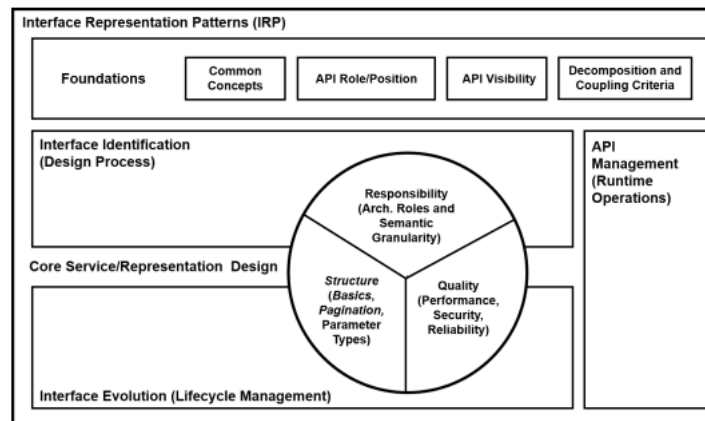 Interface Representation Patterns (IRP)
Foundations
Common
Concepts
API Role/Position
API Visibility
Decomposition and
Coupling Criteria
Interface Identification
(Design Process)
API
Management
(Runtime
Operations)
Responsibility
(Arch. Roles and
Semantic
Granularity)
Core Service/Representation Design
Structure
(Basics,
Pagination,
Parameter
Types)
Quality
(Performance,
Security,
Reliability)
Interface Evolution (Lifecycle Management)